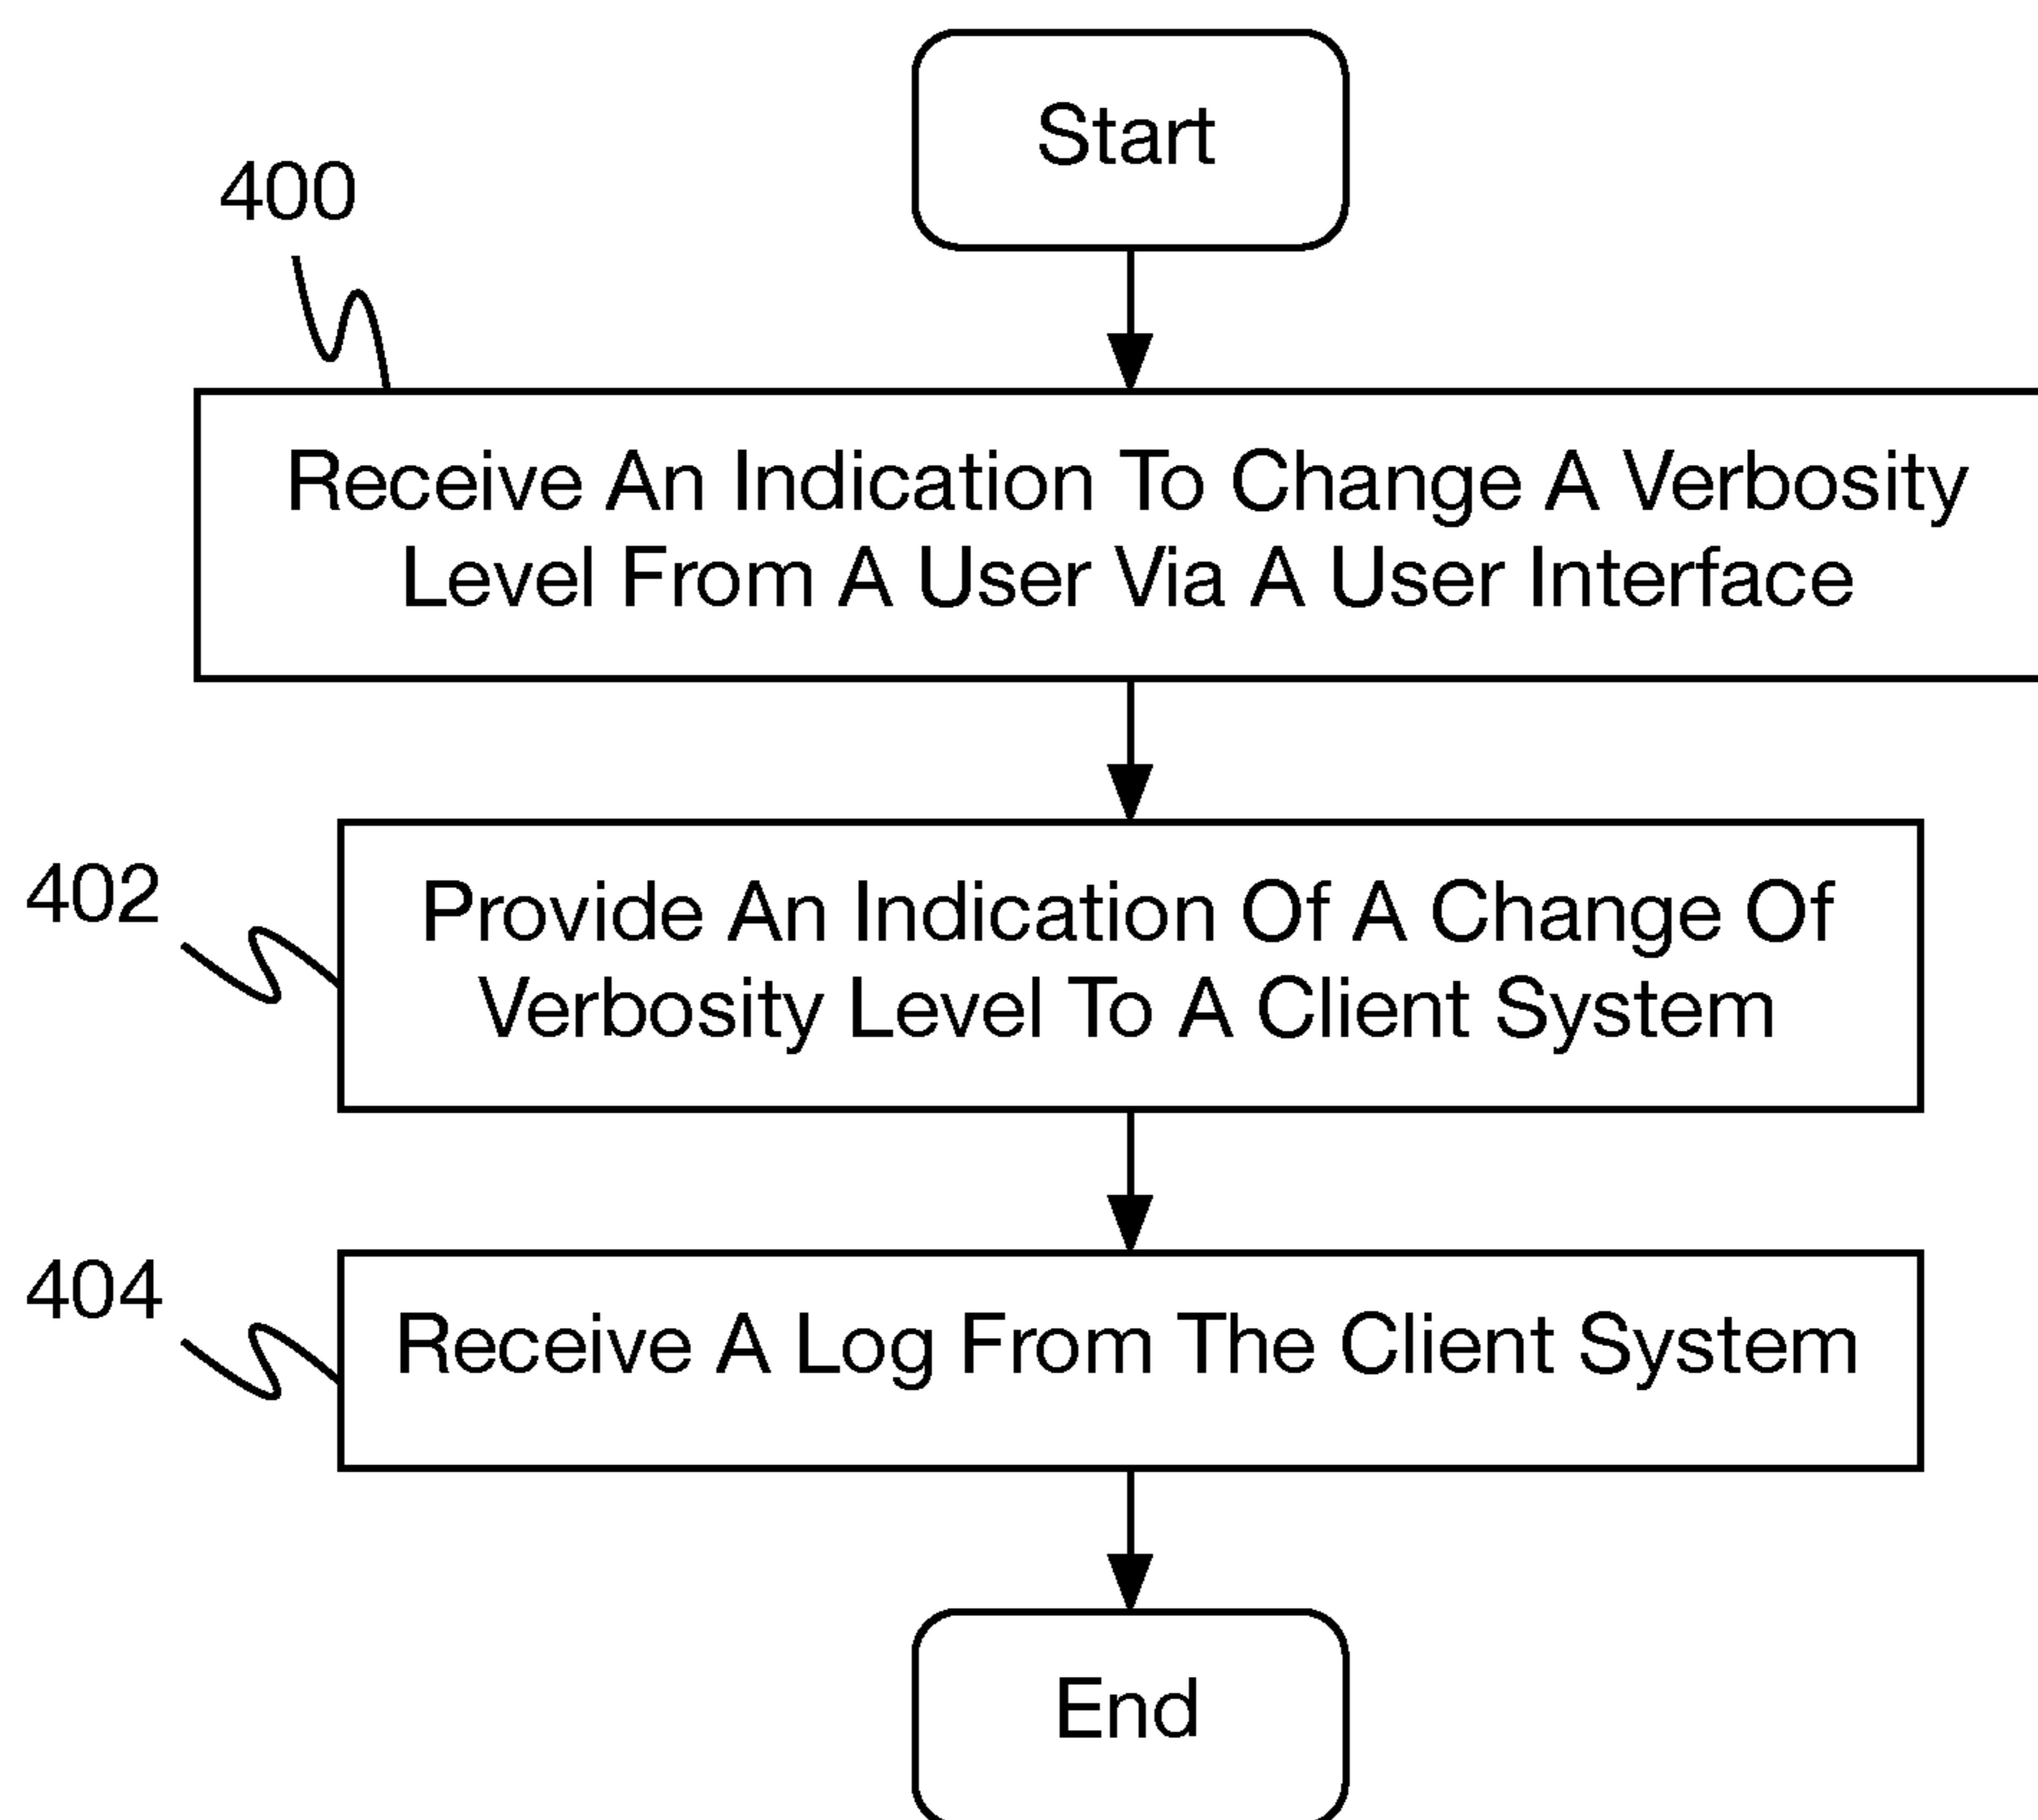 Start
400
Receive An Indication To Change A Verbosity
Level From A User Via A User Interface
402
Provide An Indication Of A Change Of
Verbosity Level To A Client System
404
Receive A Log From The Client System
End